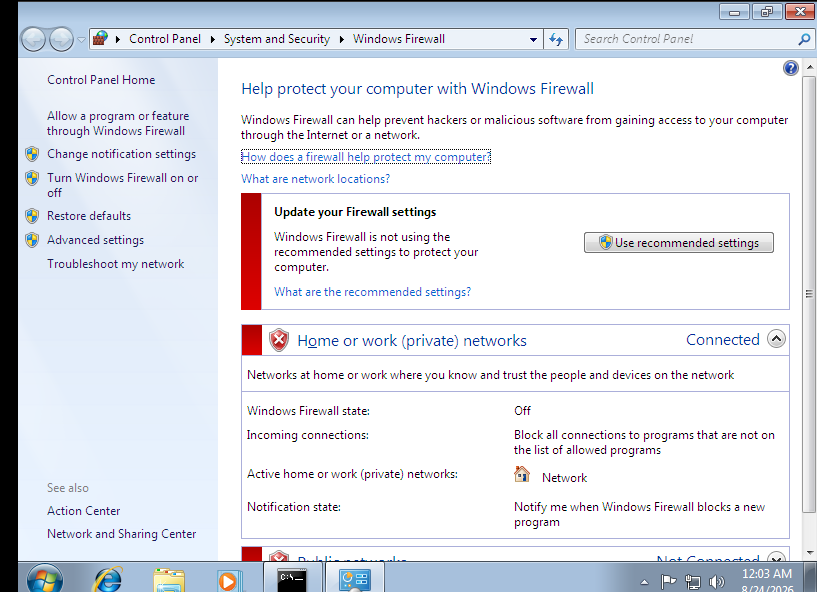 Control Panel
System and Security
Windows Firewall
Search Control Panel
Control Panel Home
Allow a program or feature
through Windows Firewall
Change notification settings
Turn Windows Firewall on or
off
Restore defaults
Advanced settings
Troubleshoot my network
See also
Action Center
Network and Sharing Center
Help protect your computer with Windows Firewall
Windows Firewall can help prevent hackers or malicious software from gaining access to your computer
through the Internet or a network.
How does a firewall help protect my computer?
What are network locations?
Update your Firewall settings
Windows Firewall is not using the
recommended settings to protect your
computer.
What are the recommended settings?
Use recommended settings
Home or work (private) networks
Connected
Networks at home or work where you know and trust the people and devices on the network
Windows Firewall state:
Off
Incoming connections:
Block all connections to programs that are not on
the list of allowed programs
Active home or work (private) networks:
Network
Notification state:
Notify me when Windows Firewall blocks a new
program
Public networks
Not Connected
C:\_
12:03 AM
8/24/2026